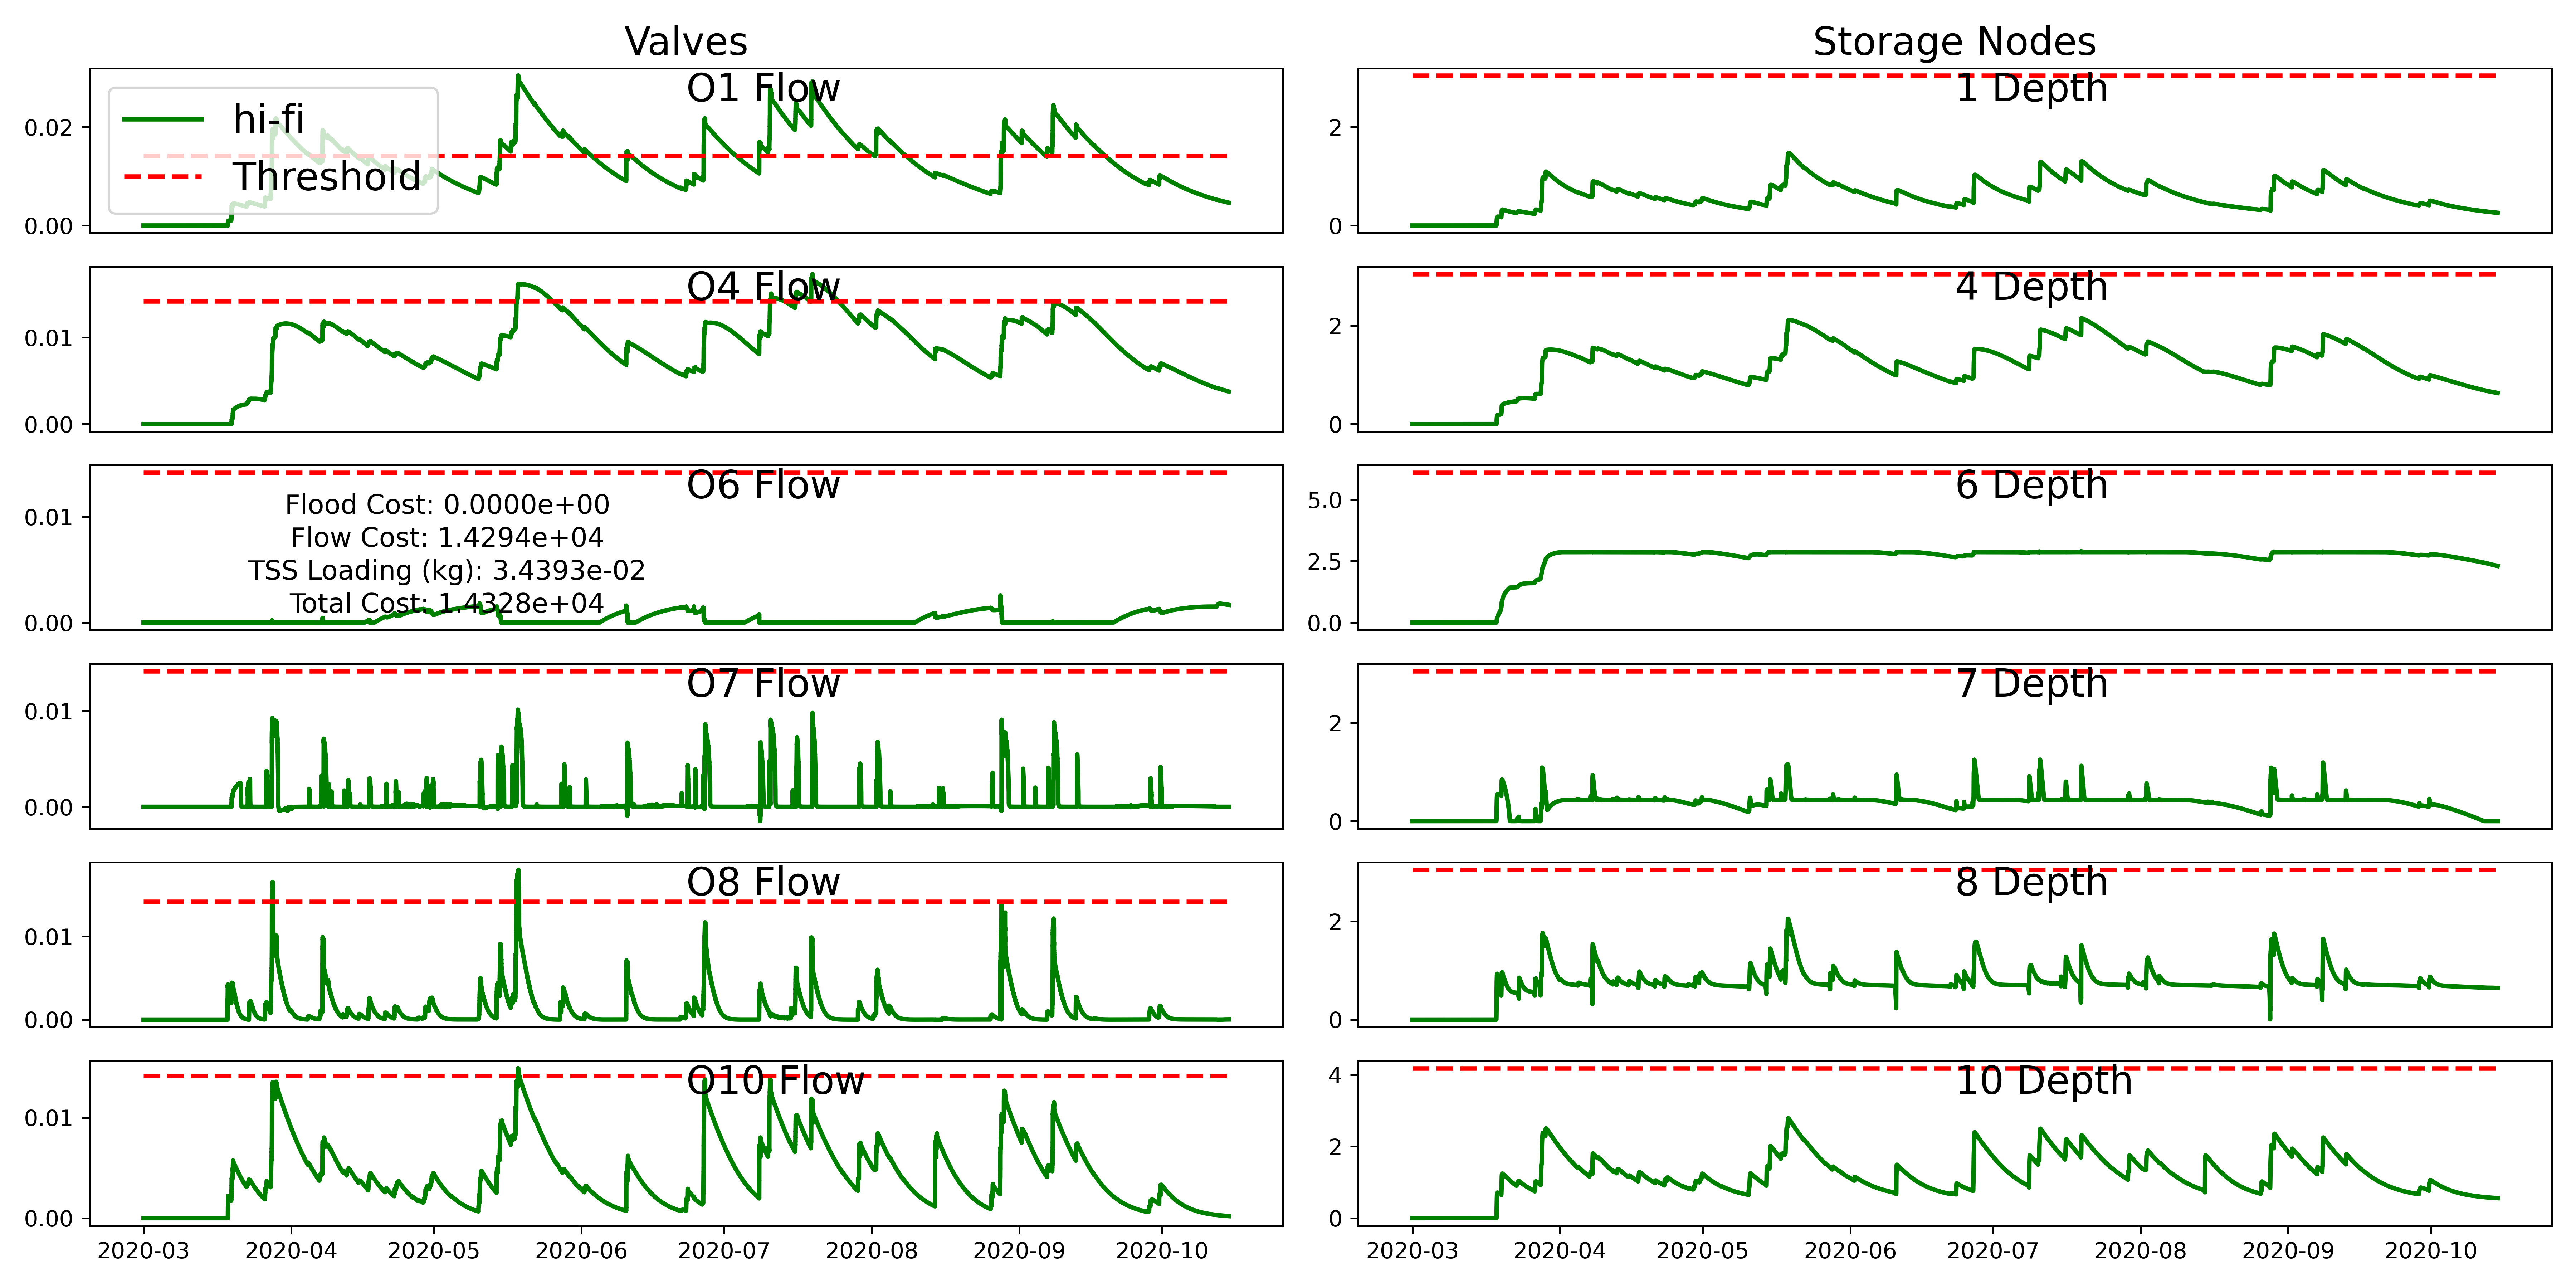 Valves
O1 Flow
hi-fi
Threshold
0.02
0.00
O4 Flow
0.01
0.00
O6 Flow
Flood Cost: 0.0000e+00
Flow Cost: 1.4294e+04
TSS Loading (kg): 3.4393e-02
Total Cost: 1.4328e+04
0.01
0.00
O7 Flow
0.01
0.00
O8 Flow
0.01
0.00
O10 Flow
0.01
0.00
2020-03 2020-04 2020-05 2020-06 2020-07 2020-08 2020-09 2020-10
Storage Nodes
1 Depth
2
0
4 Depth
2
0
6 Depth
5.0
2.5
0.0
7 Depth
2
0
8 Depth
2
0
10 Depth
4
2
0
2020-03 2020-04 2020-05 2020-06 2020-07 2020-08 2020-09 2020-10